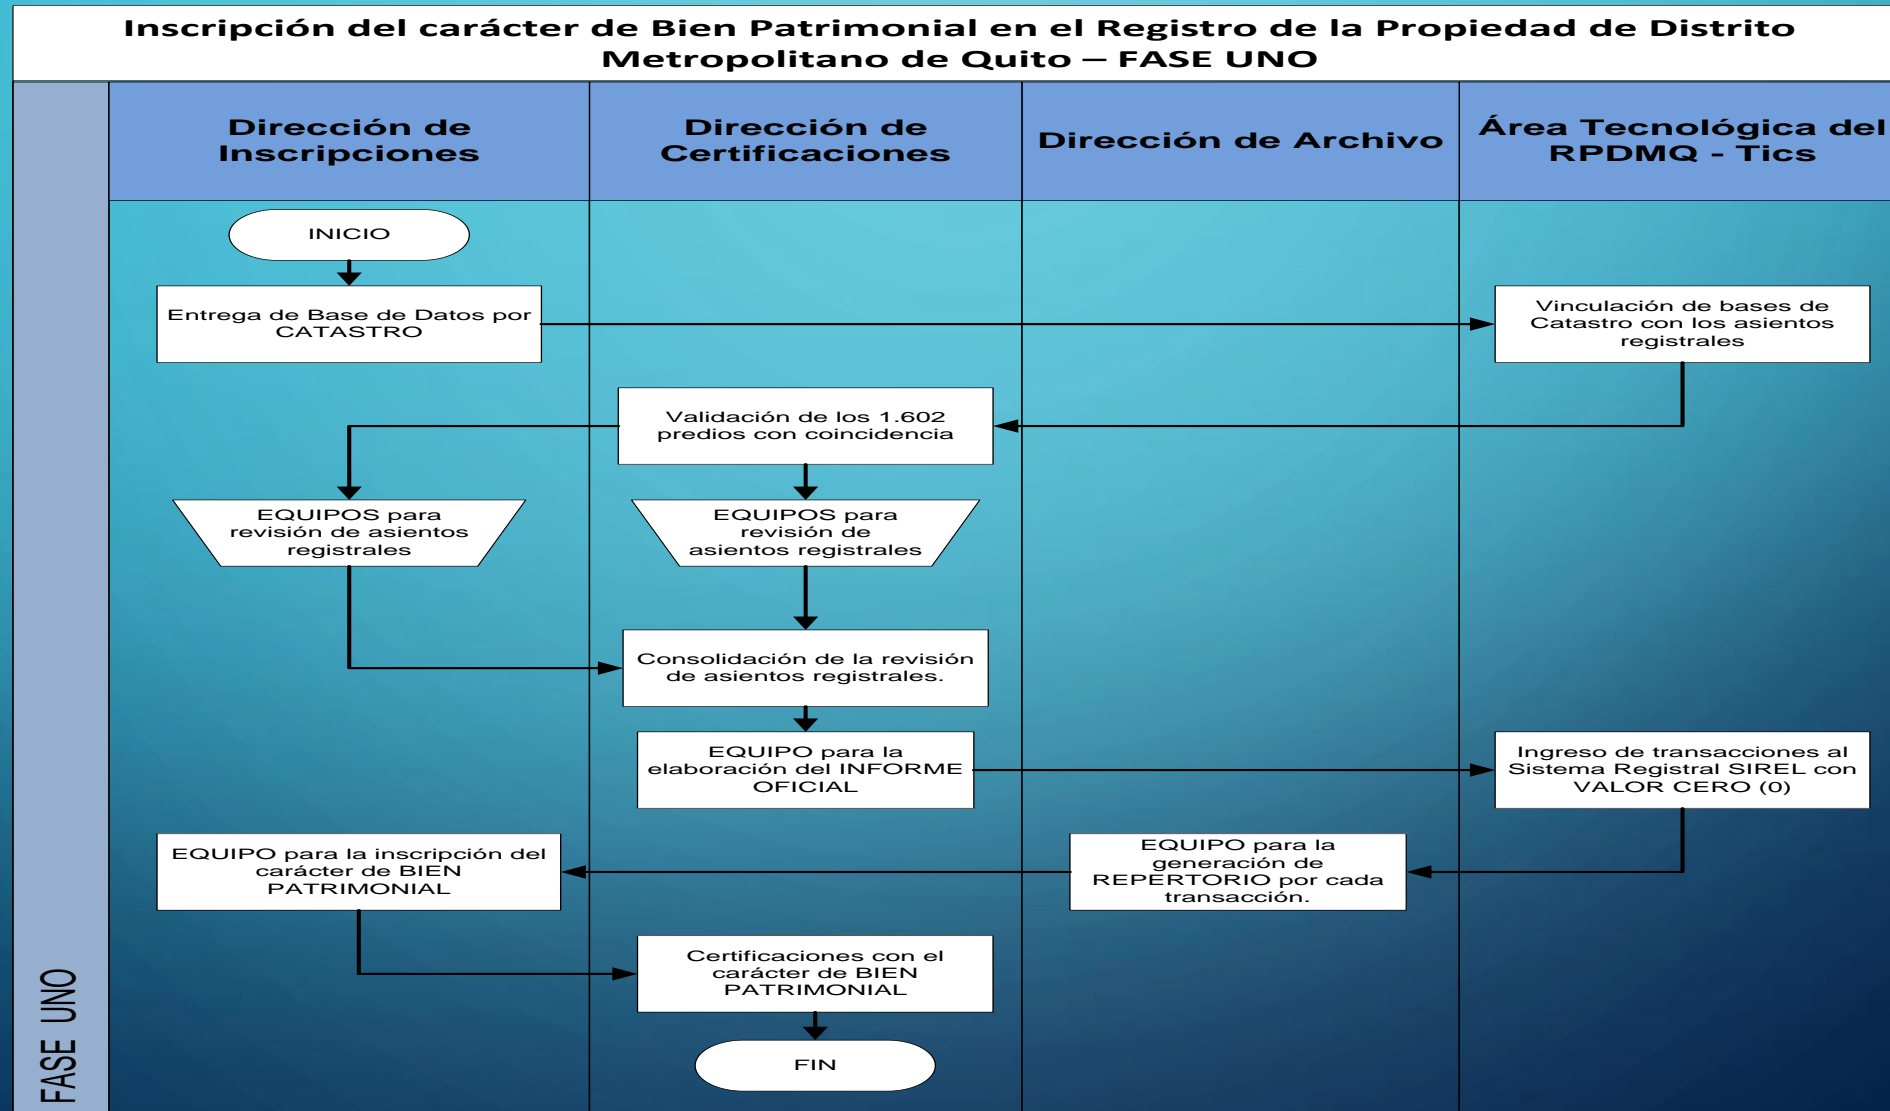 Inscripción del carácter de Bien Patrimonial en el Registro de la Propiedad de Distrito
Metropolitano de Quito – FASE UNO
Dirección de
Inscripciones
Dirección de
Certificaciones
Dirección de Archivo
Área Tecnológica del
RPDMQ - Tics
INICIO
Entrega de Base de Datos por
CATASTRO
Vinculación de bases de
Catastro con los asientos
registrales
Validación de los 1.602
predios con coincidencia
EQUIPOS para
revisión de asientos
registrales
EQUIPOS para
revisión de
asientos registrales
Consolidación de la revisión
de asientos registrales.
EQUIPO para la
elaboración del INFORME
OFICIAL
Ingreso de transacciones al
Sistema Registral SIREL con
VALOR CERO (0)
EQUIPO para la
generación de
REPERTORIO por cada
transacción.
EQUIPO para la inscripción del
carácter de BIEN
PATRIMONIAL
Certificaciones con el
carácter de BIEN
PATRIMONIAL
FIN
FASE UNO